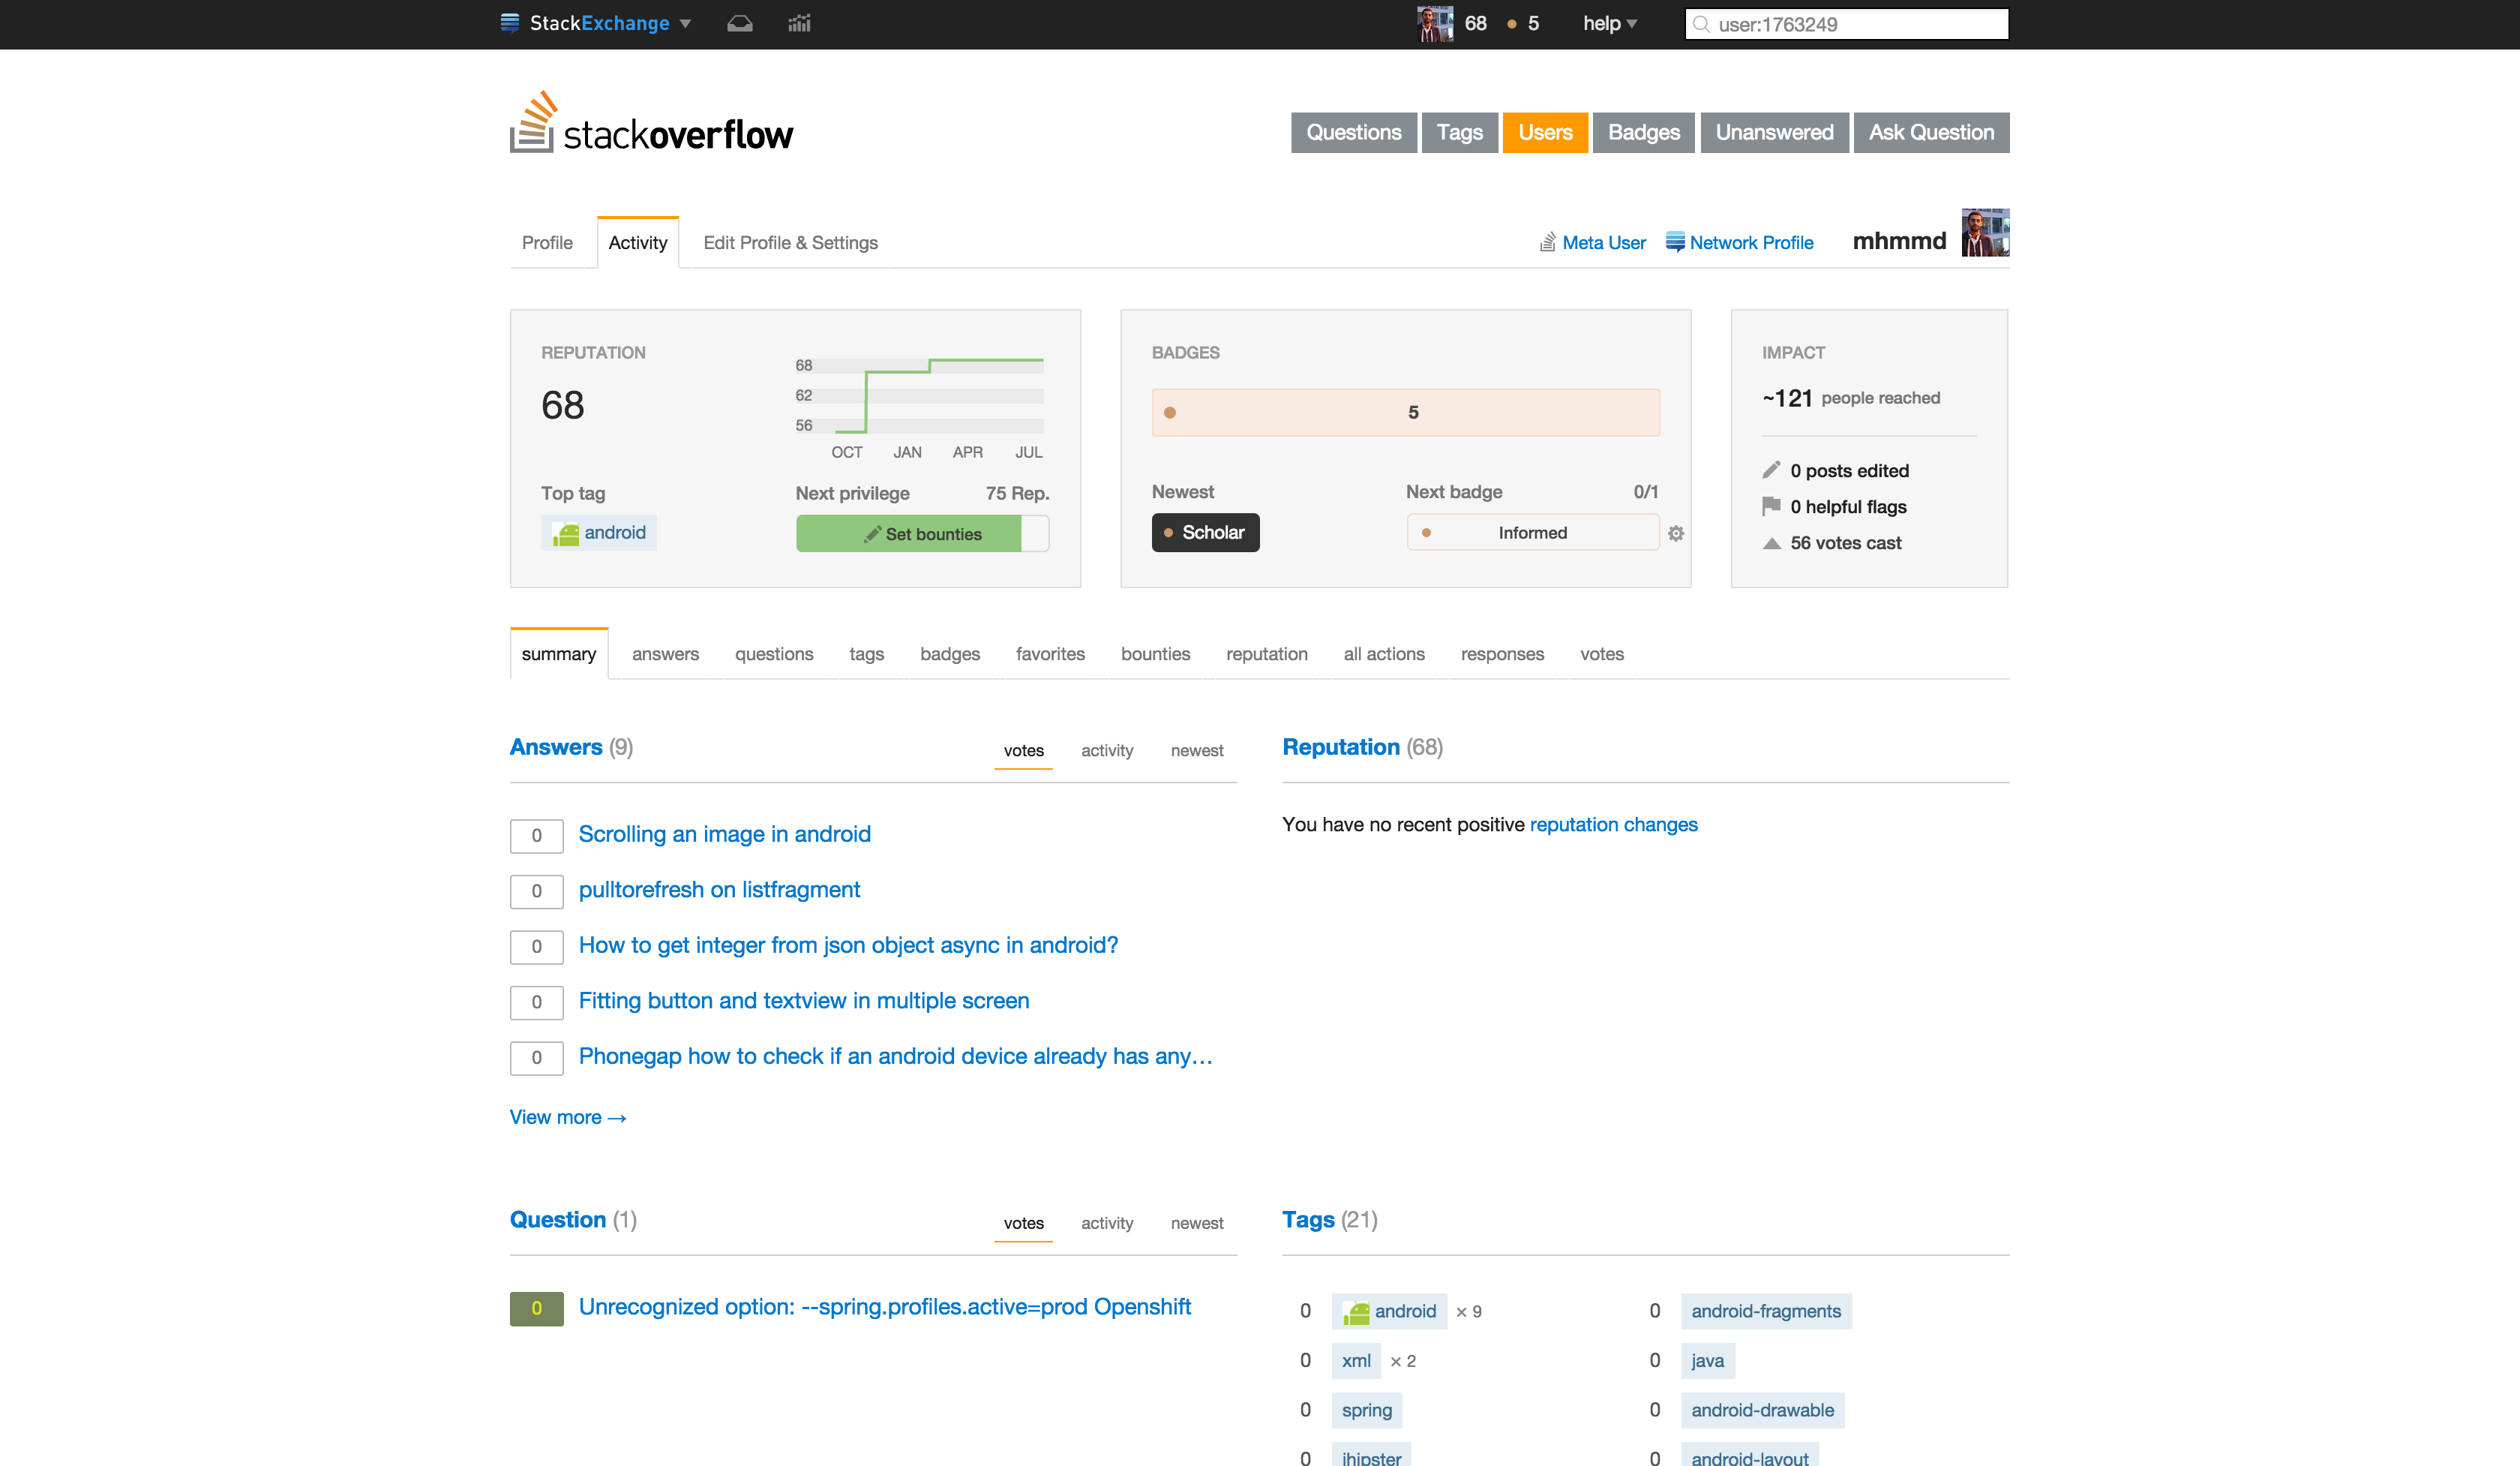 StackExchange
68 5 help
user:1763249
stackoverflow
Questions Tags Users Badges Unanswered Ask Question
Profile Activity Edit Profile & Settings
Meta User Network Profile mhmmd
REPUTATION
68
68
62
56
OCT JAN APR JUL
Top tag
android
Next privilege 75 Rep.
Set bounties
BADGES
5
Newest
Scholar
Next badge 0/1
Informed
IMPACT
~121 people reached
0 posts edited
0 helpful flags
56 votes cast
summary answers questions tags badges favorites bounties reputation all actions responses votes
Answers (9)
votes activity newest
0 Scrolling an image in android
0 pulltorefresh on listfragment
0 How to get integer from json object async in android?
0 Fitting button and textview in multiple screen
0 Phonegap how to check if an android device already has any…
View more →
Reputation (68)
You have no recent positive reputation changes
Question (1)
votes activity newest
0 Unrecognized option: --spring.profiles.active=prod Openshift
Tags (21)
0 android × 9 0 android-fragments
0 xml × 2 0 java
0 spring 0 android-drawable
0 jhipster 0 android-layout